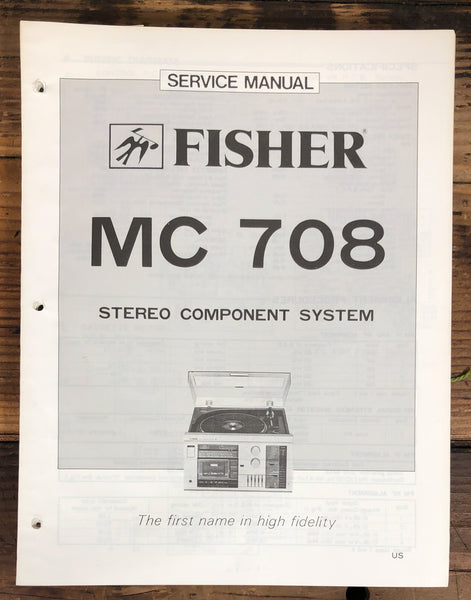 SERVICE MANUAL
FISHER
MC 708
STEREO COMPONENT SYSTEM
The first name in high fidelity
US